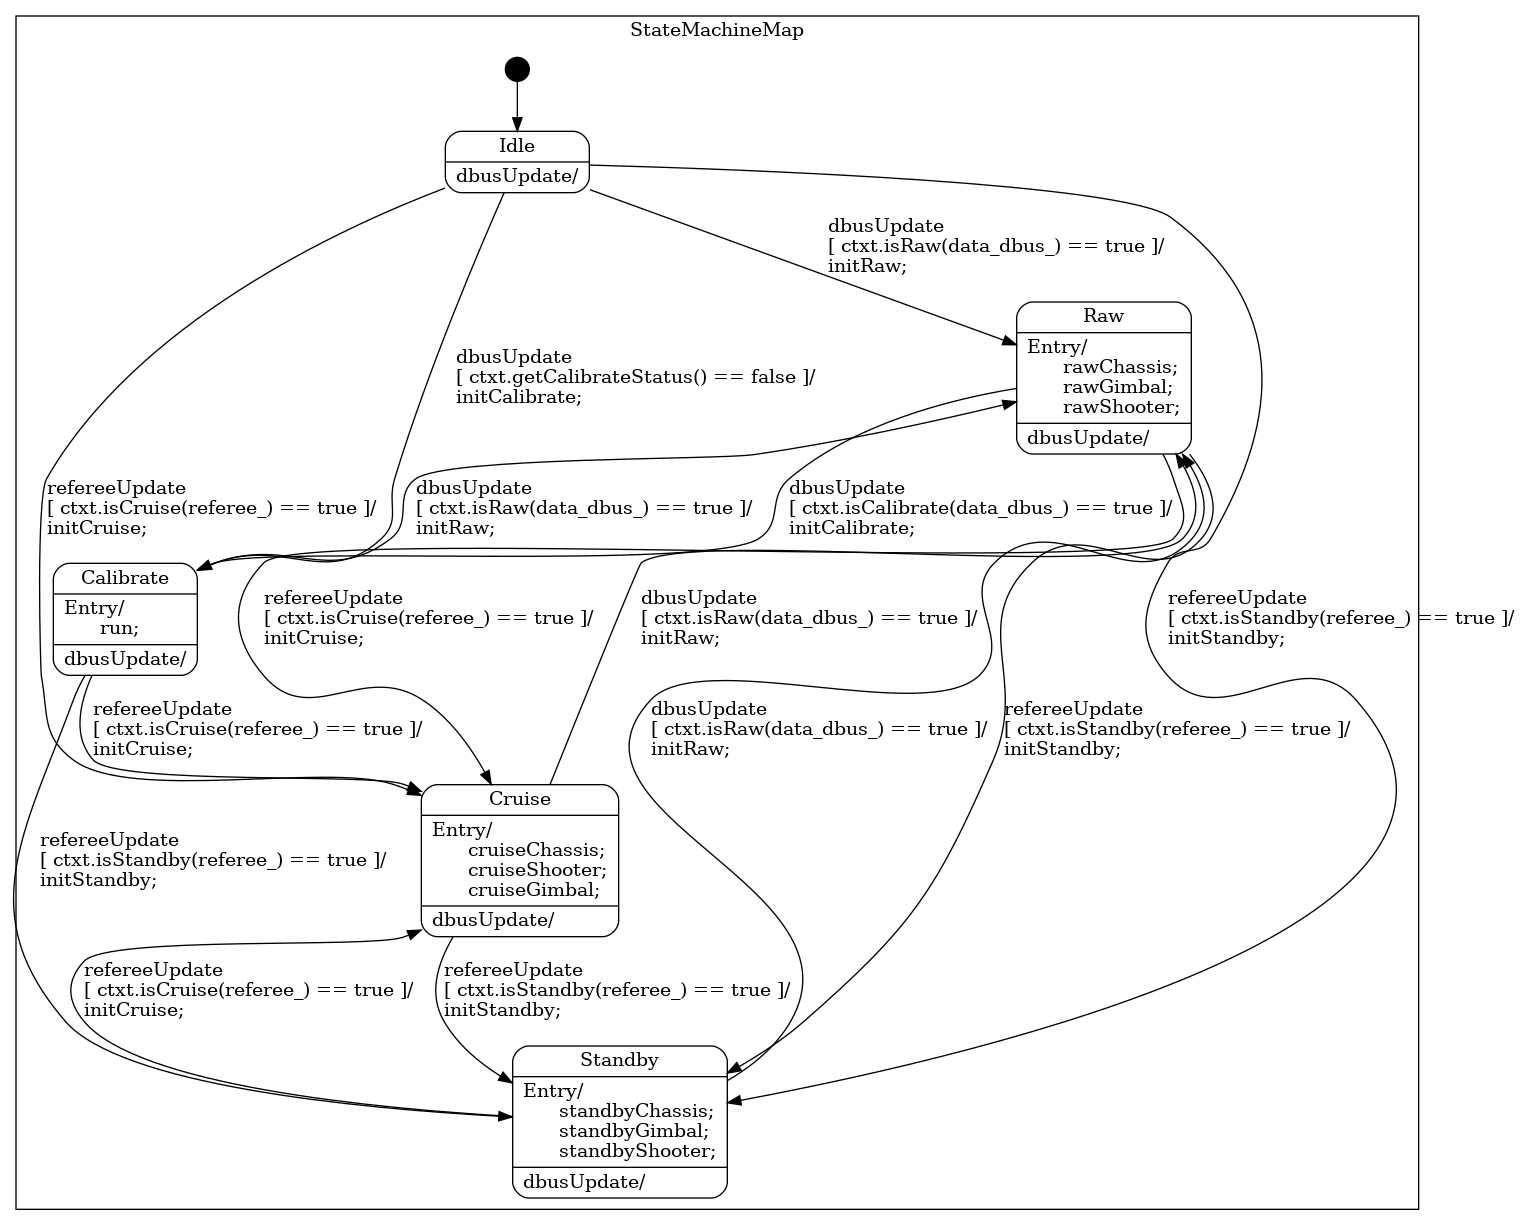 StateMachineMap
Idle
dbusUpdate/
dbusUpdate
[ ctxt.isRaw(data_dbus_) == true ]/
initRaw;
Raw
Entry/
rawChassis;
rawGimbal;
rawShooter;
dbusUpdate/
dbusUpdate
[ ctxt.getCalibrateStatus() == false ]/
initCalibrate;
refereeUpdate
[ ctxt.isCruise(referee_) == true ]/
initCruise;
dbusUpdate
[ ctxt.isRaw(data_dbus_) == true ]/
initRaw;
dbusUpdate
[ ctxt.isCalibrate(data_dbus_) == true ]/
initCalibrate;
Calibrate
Entry/
run;
dbusUpdate/
refereeUpdate
[ ctxt.isCruise(referee_) == true ]/
initCruise;
dbusUpdate
[ ctxt.isRaw(data_dbus_) == true ]/
initRaw;
refereeUpdate
[ ctxt.isStandby(referee_) == true ]/
initStandby;
refereeUpdate
[ ctxt.isCruise(referee_) == true ]/
initCruise;
dbusUpdate
[ ctxt.isRaw(data_dbus_) == true ]/
initRaw;
refereeUpdate
[ ctxt.isStandby(referee_) == true ]/
initStandby;
Cruise
Entry/
cruiseChassis;
cruiseShooter;
cruiseGimbal;
dbusUpdate/
refereeUpdate
[ ctxt.isStandby(referee_) == true ]/
initStandby;
refereeUpdate
[ ctxt.isCruise(referee_) == true ]/
initCruise;
refereeUpdate
[ ctxt.isStandby(referee_) == true ]/
initStandby;
Standby
Entry/
standbyChassis;
standbyGimbal;
standbyShooter;
dbusUpdate/